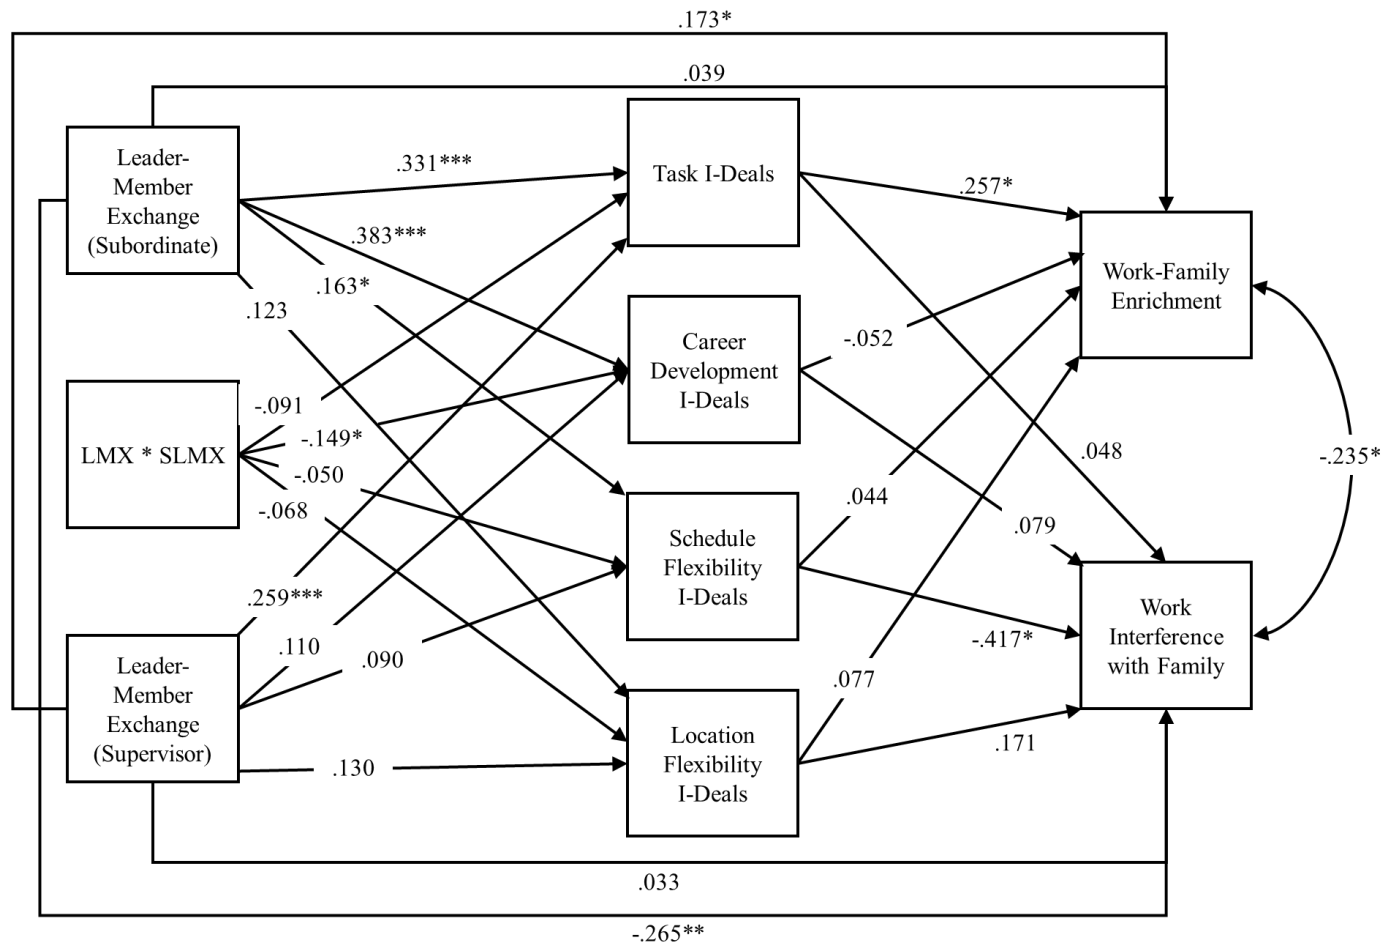 .173*
.039
Leader-
Member
Exchange
(Subordinate)
.331***
.383***
.163*
.123
Task I-Deals
.257*
Work-Family
Enrichment
Career
Development
I-Deals
-.052
LMX * SLMX
-.091
-.149*
-.050
-.068
.048
-.235*
.044
.079
Schedule
Flexibility
I-Deals
-.417*
Work
Interference
with Family
.259***
.110
.090
.130
Leader-
Member
Exchange
(Supervisor)
Location
Flexibility
I-Deals
.077
.171
.033
-.265**